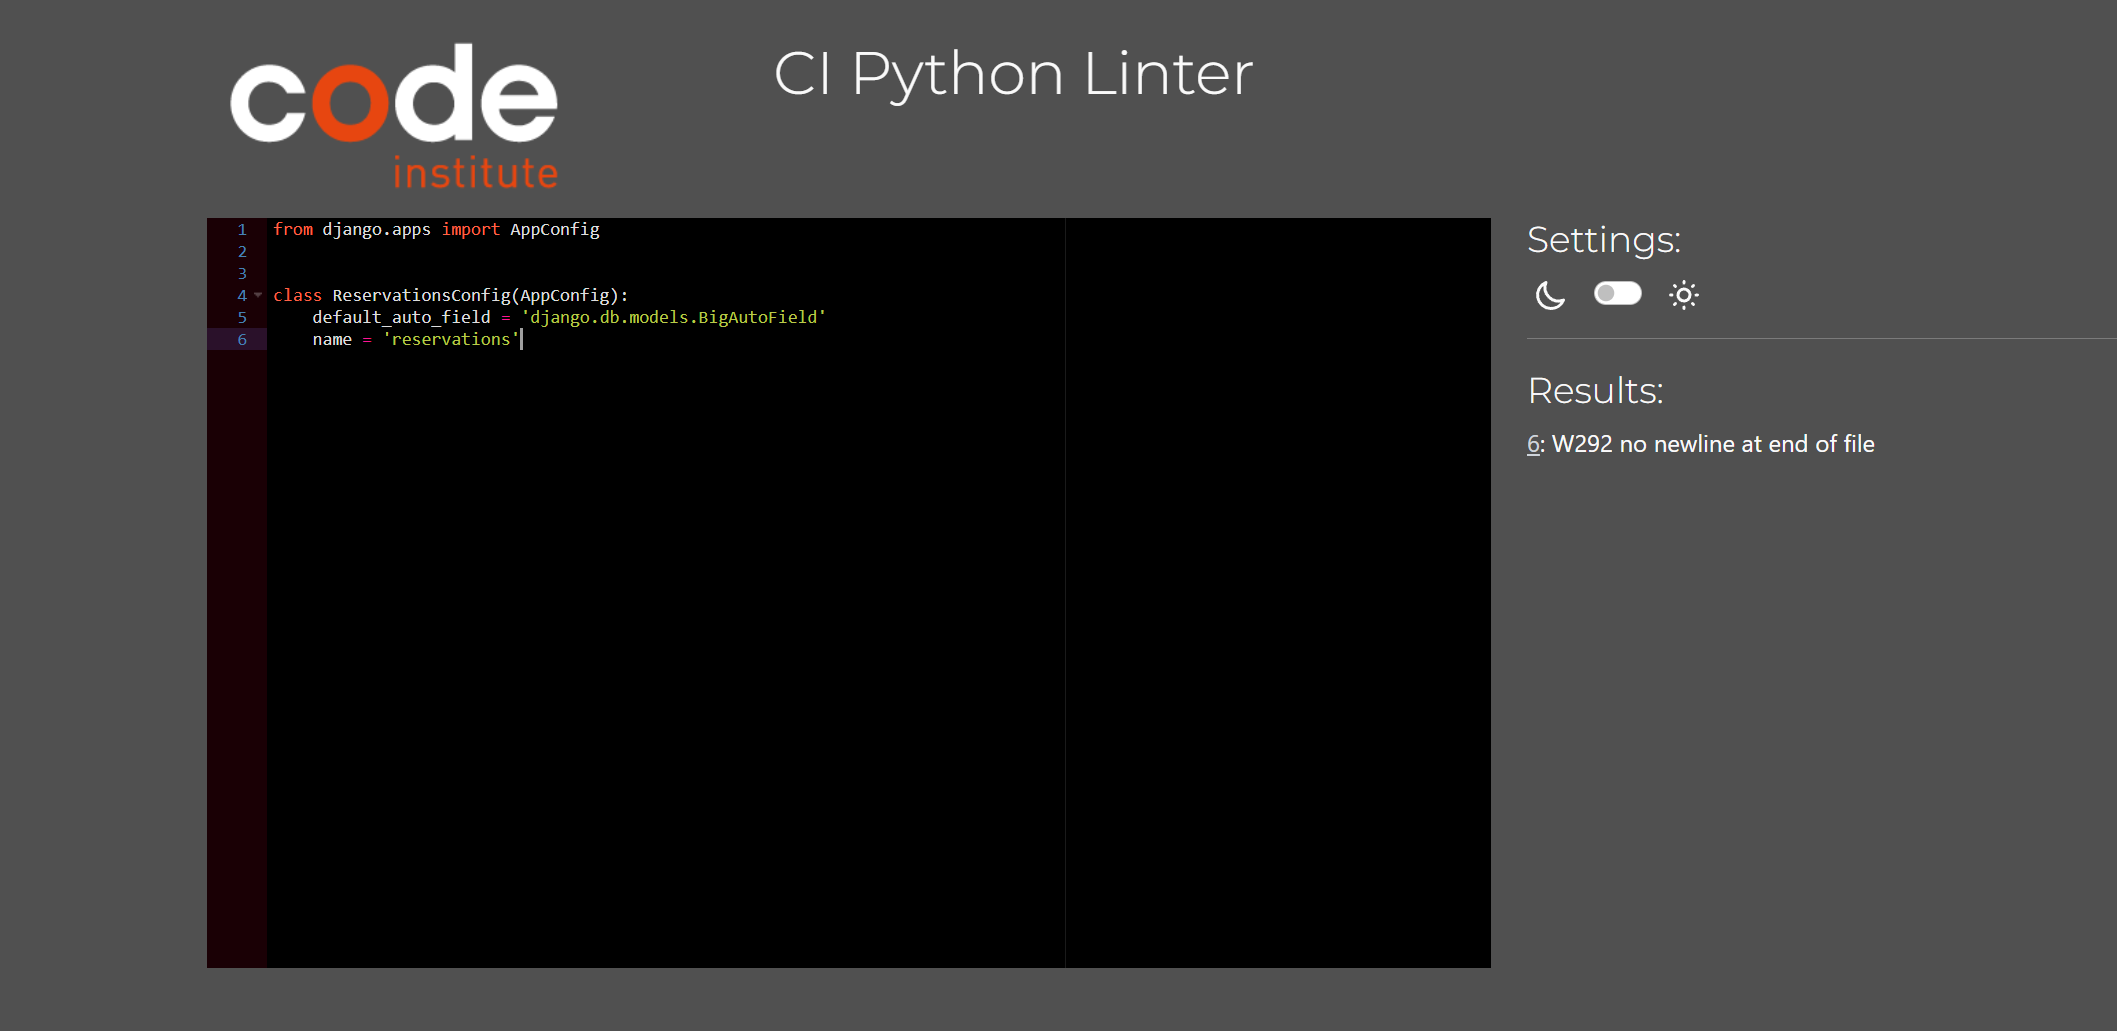 code
institute
CI Python Linter
1 from django.apps import AppConfig
2
3
4 class ReservationsConfig(AppConfig):
5     default_auto_field = 'django.db.models.BigAutoField'
6     name = 'reservations'
Settings:
Results:
6: W292 no newline at end of file